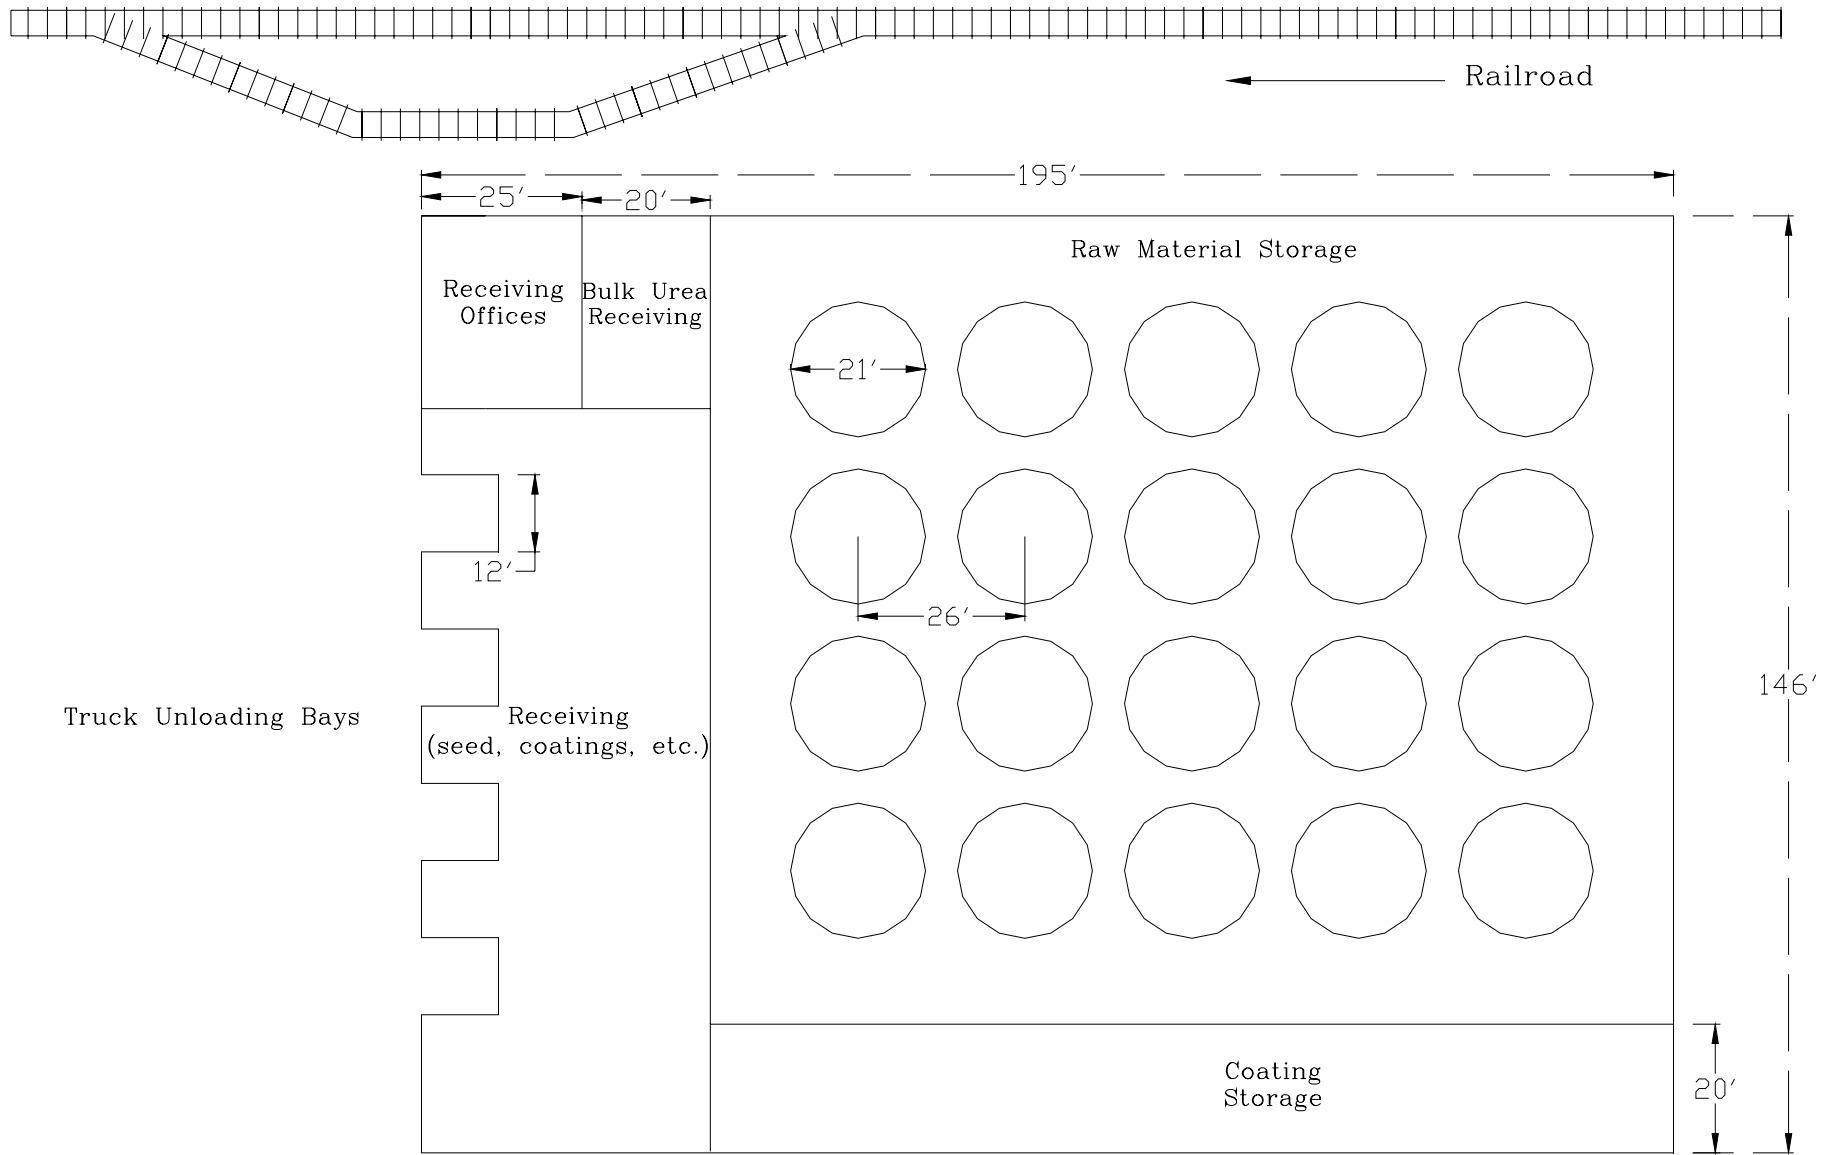 Railroad
195′
25′
20′
Raw Material Storage
Receiving
Offices
Bulk Urea
Receiving
21′
12′
26′
146′
Truck Unloading Bays
Receiving
(seed, coatings, etc.)
Coating
Storage
20′